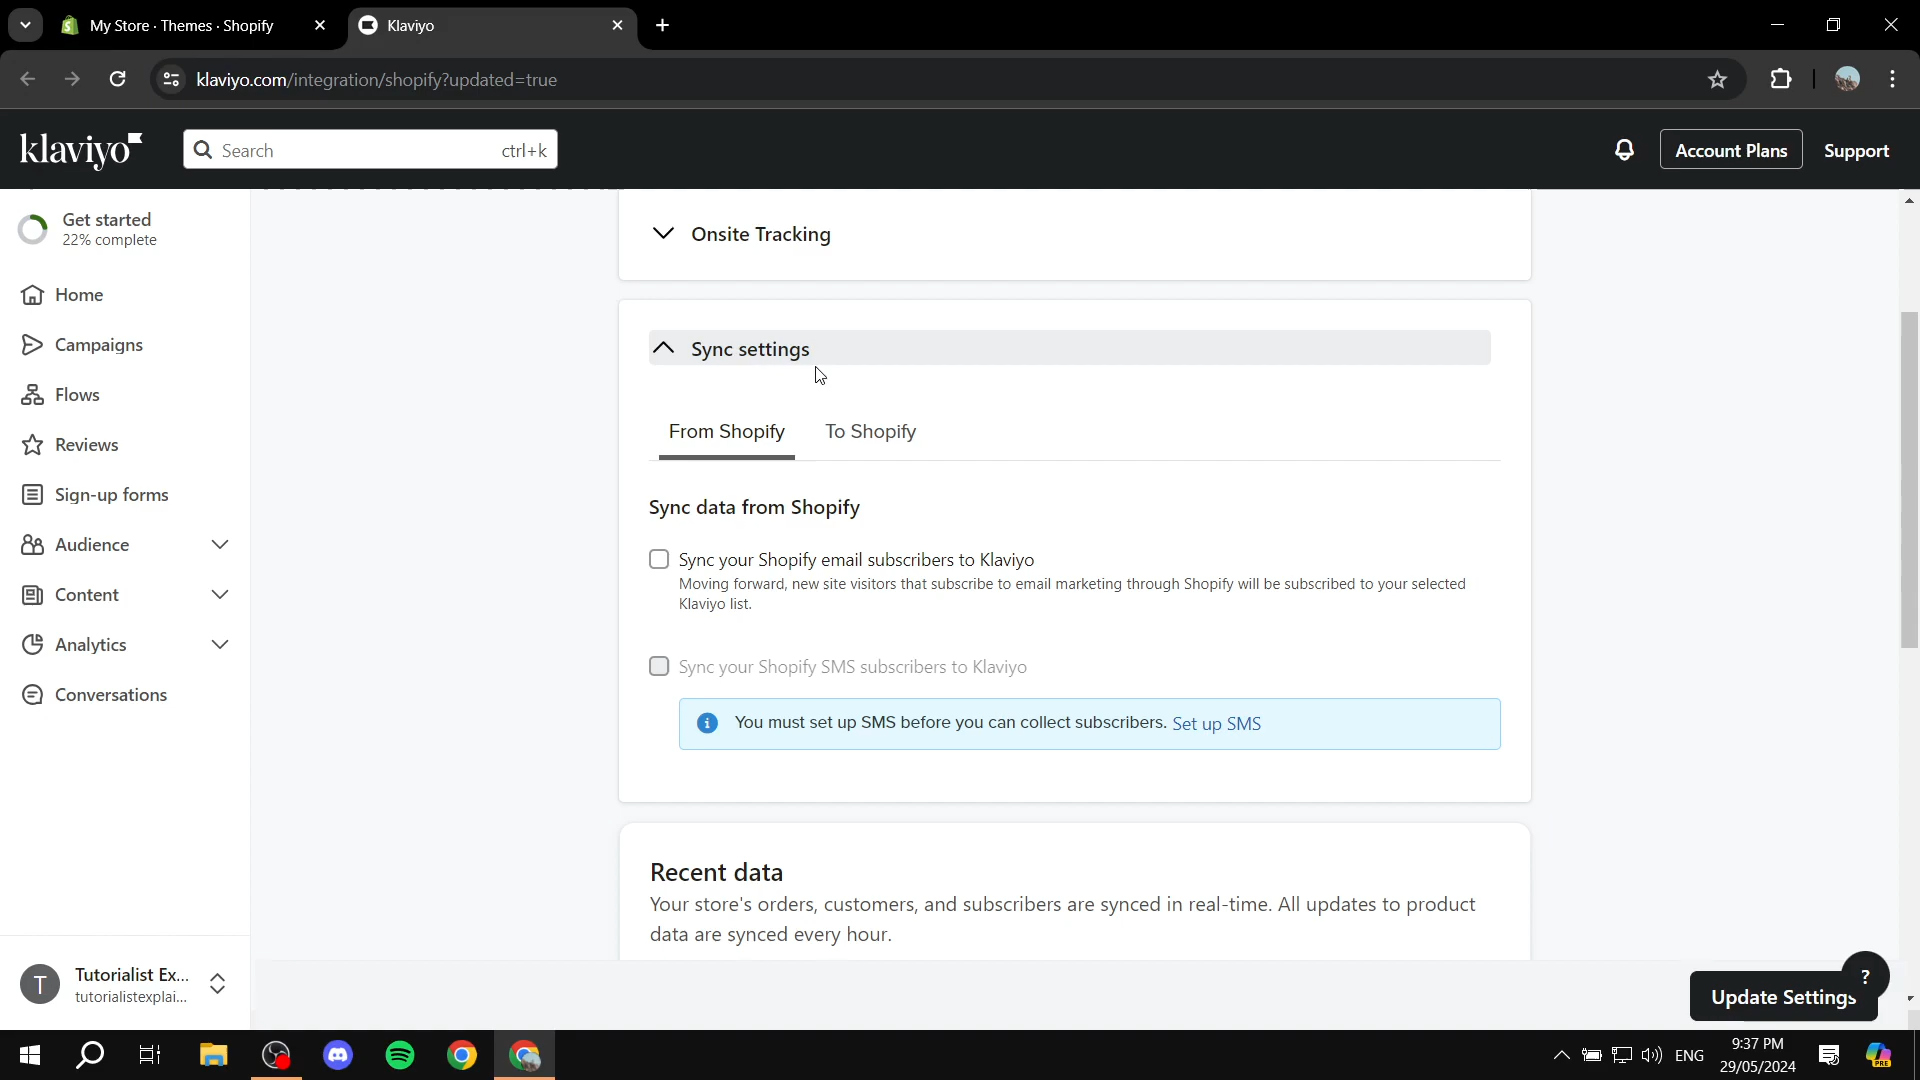 My Store · Themes · Shopify
Klaviyo
klaviyo.com/integration/shopify?updated=true
klaviyo
Search
ctrl+k
Account Plans
Support
Get started
22% complete
Home
Campaigns
Flows
Reviews
Sign-up forms
Audience
Content
Analytics
Conversations
Tutorialist Ex...
tutorialistexplai...
T
Onsite Tracking
Sync settings
From Shopify
To Shopify
Sync data from Shopify
Sync your Shopify email subscribers to Klaviyo
Moving forward, new site visitors that subscribe to email marketing through Shopify will be subscribed to your selected
Klaviyo list.
Sync your Shopify SMS subscribers to Klaviyo
You must set up SMS before you can collect subscribers. Set up SMS
Recent data
Your store's orders, customers, and subscribers are synced in real-time. All updates to product
data are synced every hour.
?
Update Settings
ENG
9:37 PM
29/05/2024
PRE